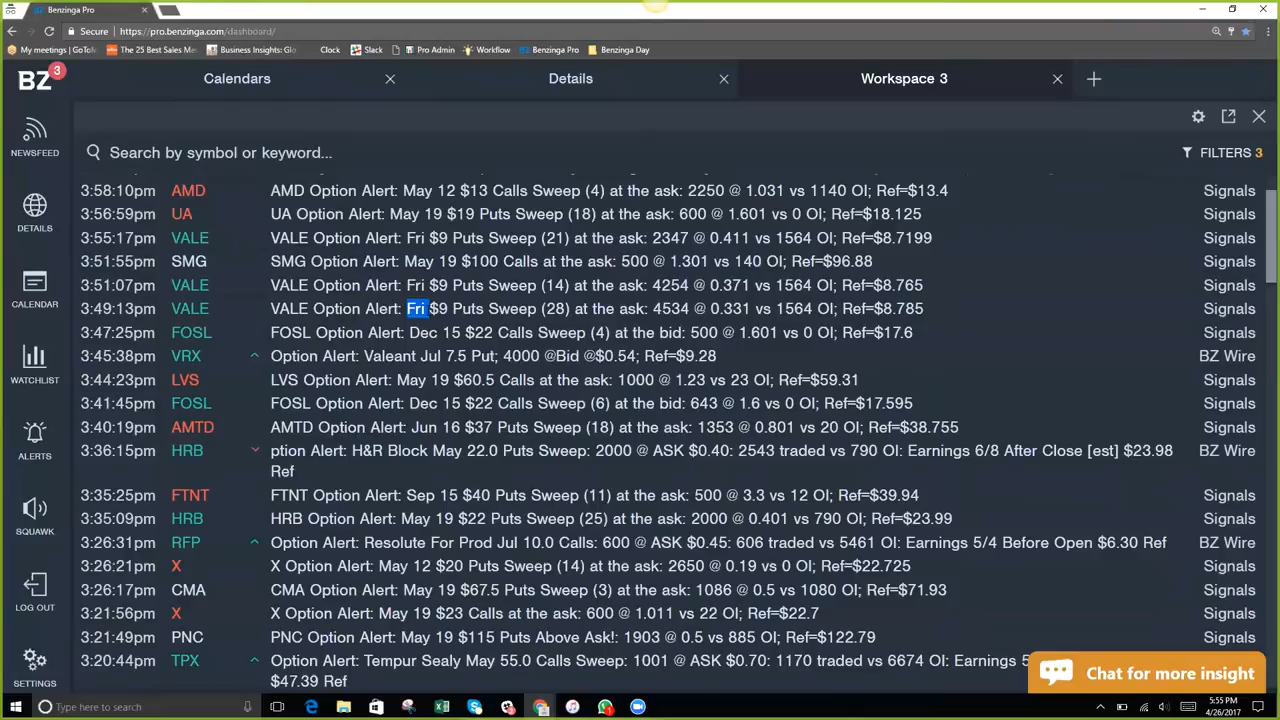 Benzinga Pro
Secure https://pro.benzinga.com/dashboard/
My meetings | GoToM The 25 Best Sales Me Business Insights: Glo Clock Slack Pro Admin Workflow Benzinga Pro Benzinga Day
BZ 3 Calendars Details Workspace 3
NEWSFEED
DETAILS
CALENDAR
WATCHLIST
ALERTS
SQUAWK
LOG OUT
SETTINGS
Search by symbol or keyword... FILTERS 3
3:58:10pm AMD AMD Option Alert: May 12 $13 Calls Sweep (4) at the ask: 2250 @ 1.031 vs 1140 OI; Ref=$13.4 Signals
3:56:59pm UA UA Option Alert: May 19 $19 Puts Sweep (18) at the ask: 600 @ 1.601 vs 0 OI; Ref=$18.125 Signals
3:55:17pm VALE VALE Option Alert: Fri $9 Puts Sweep (21) at the ask: 2347 @ 0.411 vs 1564 OI; Ref=$8.7199 Signals
3:51:55pm SMG SMG Option Alert: May 19 $100 Calls at the ask: 500 @ 1.301 vs 140 OI; Ref=$96.88 Signals
3:51:07pm VALE VALE Option Alert: Fri $9 Puts Sweep (14) at the ask: 4254 @ 0.371 vs 1564 OI; Ref=$8.765 Signals
3:49:13pm VALE VALE Option Alert: Fri $9 Puts Sweep (28) at the ask: 4534 @ 0.331 vs 1564 OI; Ref=$8.785 Signals
3:47:25pm FOSL FOSL Option Alert: Dec 15 $22 Calls Sweep (4) at the bid: 500 @ 1.601 vs 0 OI; Ref=$17.6 Signals
3:45:38pm VRX Option Alert: Valeant Jul 7.5 Put; 4000 @Bid @$0.54; Ref=$9.28 BZ Wire
3:44:23pm LVS LVS Option Alert: May 19 $60.5 Calls at the ask: 1000 @ 1.23 vs 23 OI; Ref=$59.31 Signals
3:41:45pm FOSL FOSL Option Alert: Dec 15 $22 Calls Sweep (6) at the bid: 643 @ 1.6 vs 0 OI; Ref=$17.595 Signals
3:40:19pm AMTD AMTD Option Alert: Jun 16 $37 Puts Sweep (18) at the ask: 1353 @ 0.801 vs 20 OI; Ref=$38.755 Signals
3:36:15pm HRB ption Alert: H&R Block May 22.0 Puts Sweep: 2000 @ ASK $0.40: 2543 traded vs 790 OI: Earnings 6/8 After Close [est] $23.98 BZ Wire
Ref
3:35:25pm FTNT FTNT Option Alert: Sep 15 $40 Puts Sweep (11) at the ask: 500 @ 3.3 vs 12 OI; Ref=$39.94 Signals
3:35:09pm HRB HRB Option Alert: May 19 $22 Puts Sweep (25) at the ask: 2000 @ 0.401 vs 790 OI; Ref=$23.99 Signals
3:26:31pm RFP Option Alert: Resolute For Prod Jul 10.0 Calls: 600 @ ASK $0.45: 606 traded vs 5461 OI: Earnings 5/4 Before Open $6.30 Ref BZ Wire
3:26:21pm X X Option Alert: May 12 $20 Puts Sweep (14) at the ask: 2650 @ 0.19 vs 0 OI; Ref=$22.725 Signals
3:26:17pm CMA CMA Option Alert: May 19 $67.5 Puts Sweep (3) at the ask: 1086 @ 0.5 vs 1080 OI; Ref=$71.93 Signals
3:21:56pm X X Option Alert: May 19 $23 Calls at the ask: 600 @ 1.011 vs 22 OI; Ref=$22.7 Signals
3:21:49pm PNC PNC Option Alert: May 19 $115 Puts Above Ask!: 1903 @ 0.5 vs 885 OI; Ref=$122.79 Signals
3:20:44pm TPX Option Alert: Tempur Sealy May 55.0 Calls Sweep: 1001 @ ASK $0.70: 1170 traded vs 6674 OI: Earnings
$47.39 Ref
Chat for more insight
Type here to search
5:55 PM
4/26/2017